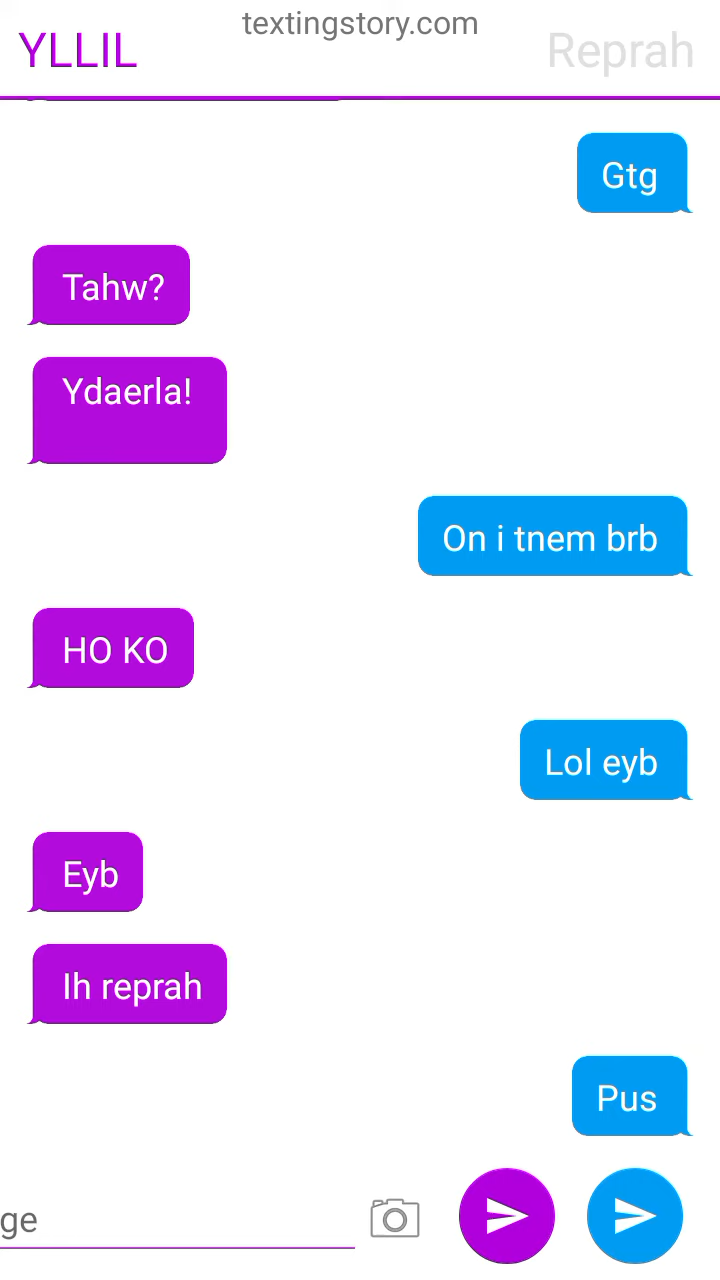 textingstory.com
YLLIL
Reprah
Gtg
Tahw?
Ydaerla!
On i tnem brb
HO KO
Lol eyb
Eyb
Ih reprah
Pus
ge